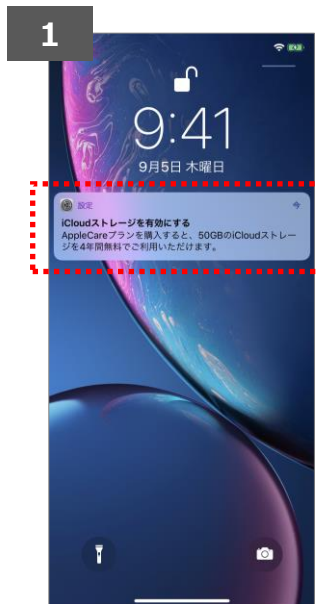 1
9:41
9月5日 木曜日
設定
今
iCloudストレージを有効にする
AppleCareプランを購入すると、50GBのiCloudストレー
ジを4年間無料でご利用いただけます。